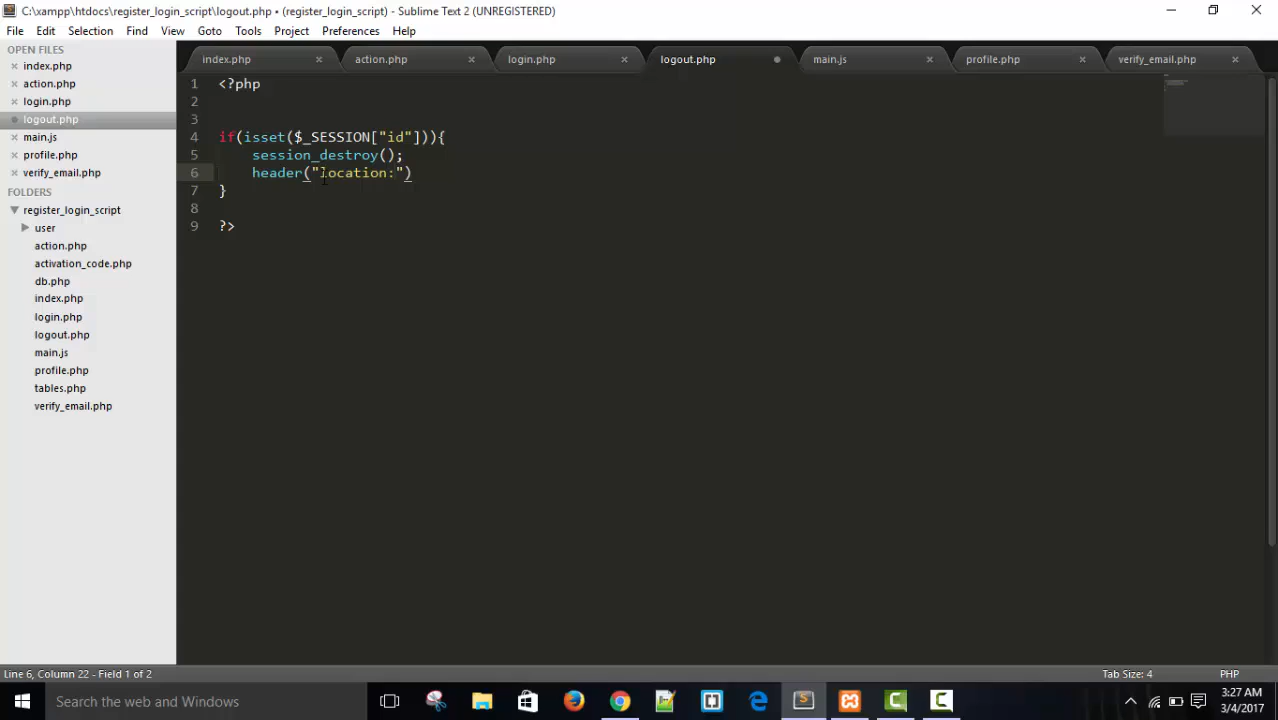 C:\xampp\htdocs\register_login_script\logout.php • (register_login_script) - Sublime Text 2 (UNREGISTERED)
File Edit Selection Find View Goto Tools Project Preferences Help
OPEN FILES
index.php
action.php
login.php
logout.php
main.js
profile.php
verify_email.php
FOLDERS
register_login_script
user
action.php
activation_code.php
db.php
index.php
login.php
logout.php
main.js
profile.php
tables.php
verify_email.php
index.php action.php login.php logout.php main.js profile.php verify_email.php
1 <?php
2
3
4 if(isset($_SESSION["id"])){
5 session_destroy();
6 header("location:")
7 }
8
9 ?>
Line 6, Column 22 - Field 1 of 2 Tab Size: 4 PHP
Search the web and Windows
3:27 AM
3/4/2017